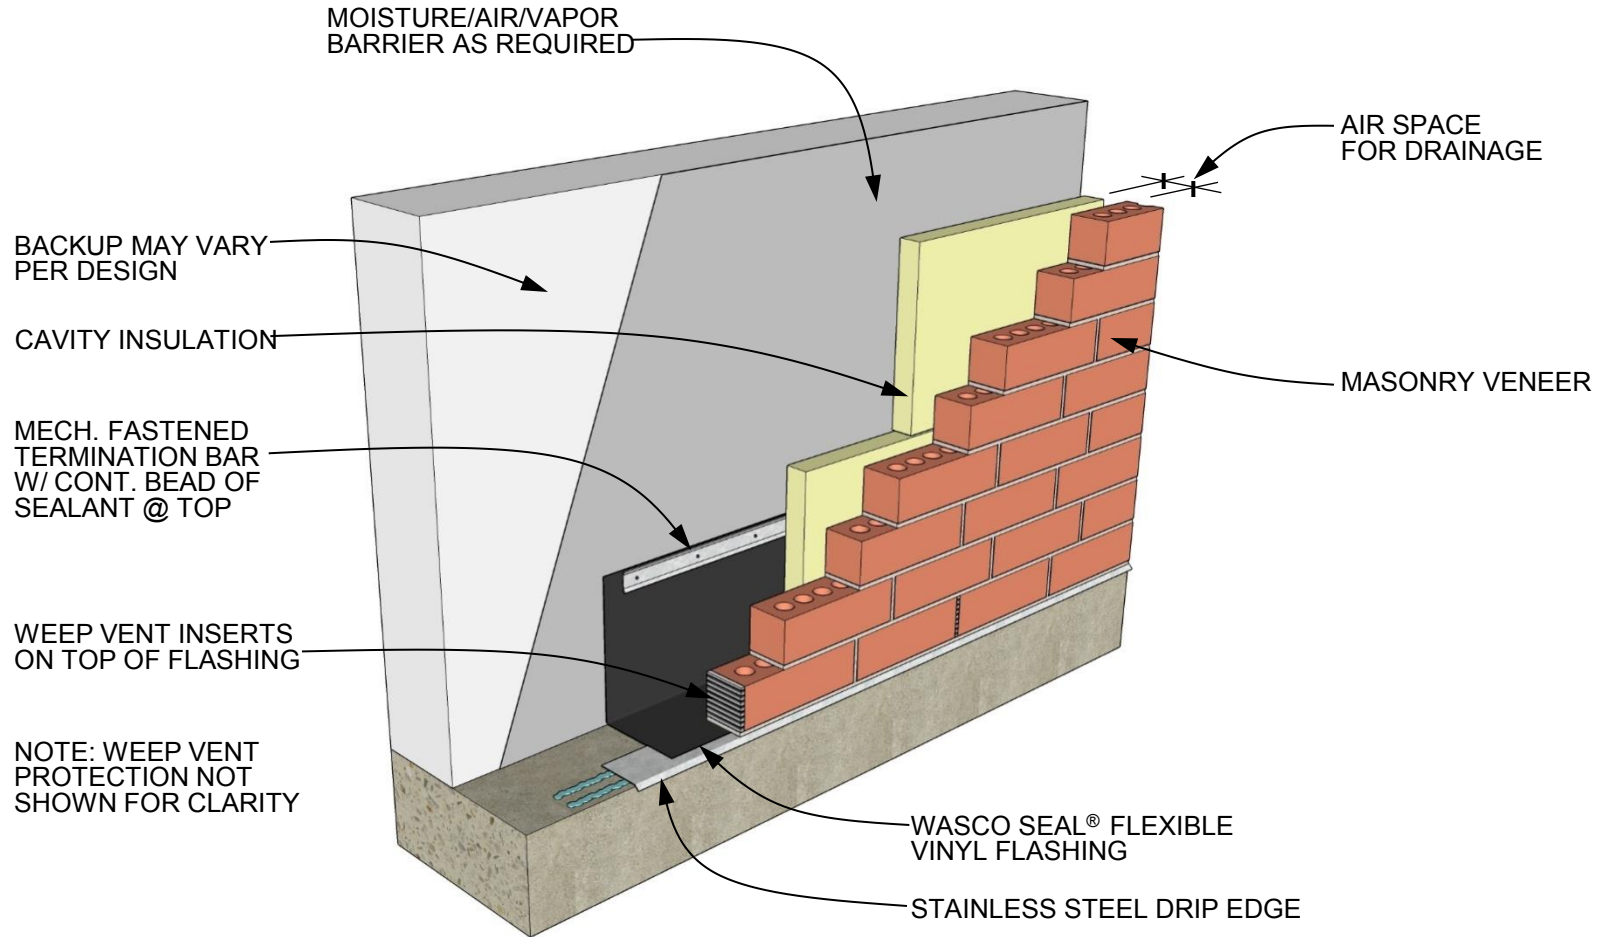 MOISTURE/AIR/VAPOR
BARRIER AS REQUIRED
AIR SPACE
FOR DRAINAGE
BACKUP MAY VARY
PER DESIGN
CAVITY INSULATION
MASONRY VENEER
MECH. FASTENED
TERMINATION BAR
W/ CONT. BEAD OF
SEALANT @ TOP
WEEP VENT INSERTS
ON TOP OF FLASHING
NOTE: WEEP VENT
PROTECTION NOT
SHOWN FOR CLARITY
WASCO SEAL® FLEXIBLE
VINYL FLASHING
STAINLESS STEEL DRIP EDGE